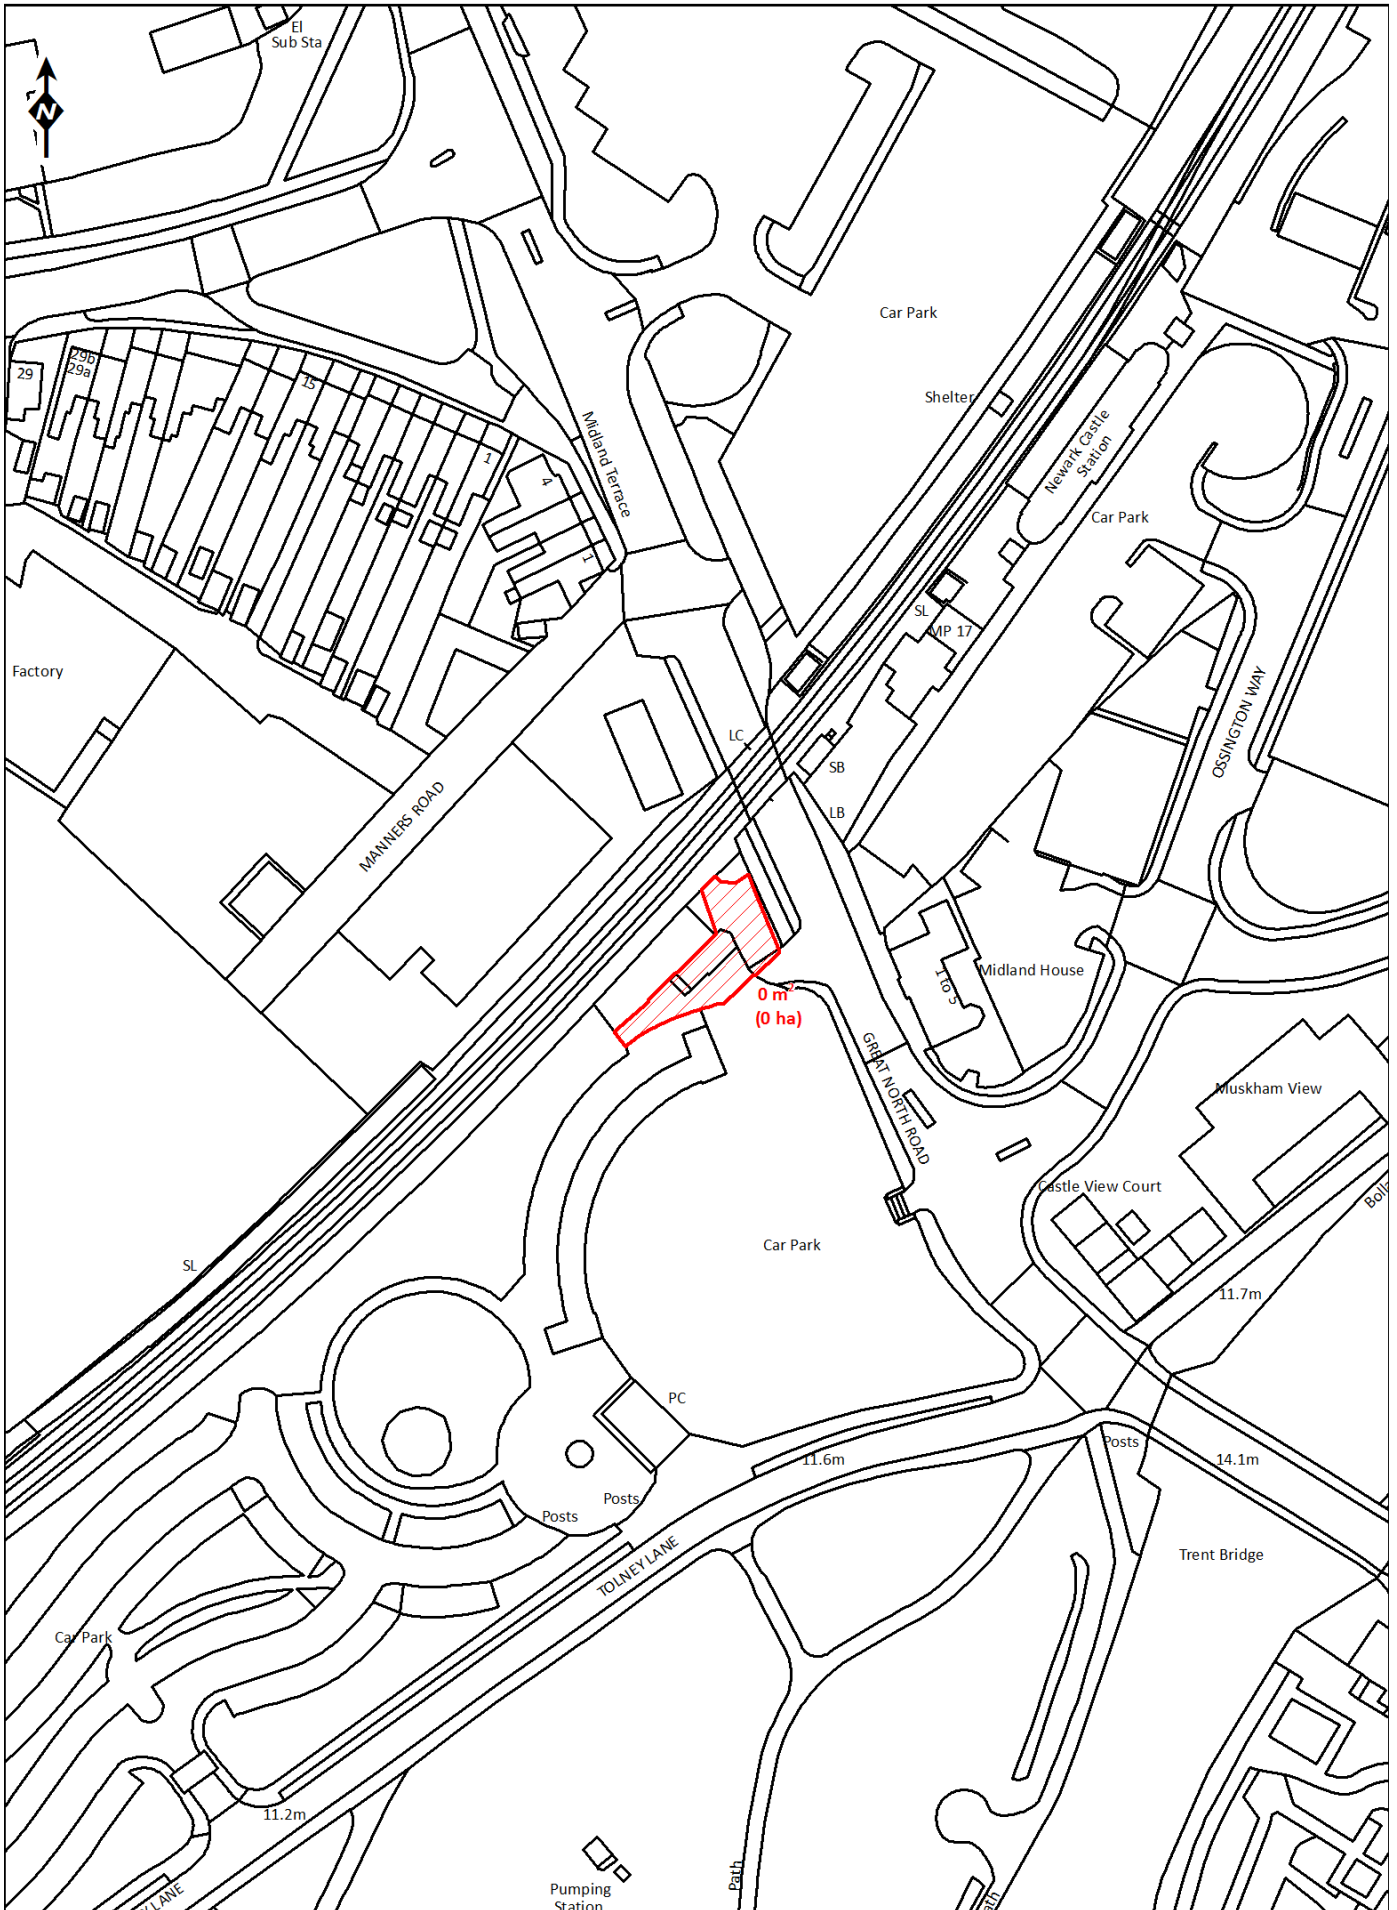 El
Sub Sta
N
Car Park
29b
29a
29
15
Shelter
Newark Castle
Station
Midland Terrace
1
4
Car Park
1
SL
MP 17
Factory
OSSINGTON WAY
LC
SB
MANNERS ROAD
LB
Midland House
1 to 5
0 m²
(0 ha)
GREAT NORTH ROAD
Muskham View
Castle View Court
Car Park
SL
11.7m
PC
Posts
11.6m
14.1m
Posts
Posts
Trent Bridge
TOLNEY LANE
Car Park
11.2m
Path
Pumping
Station
LANE